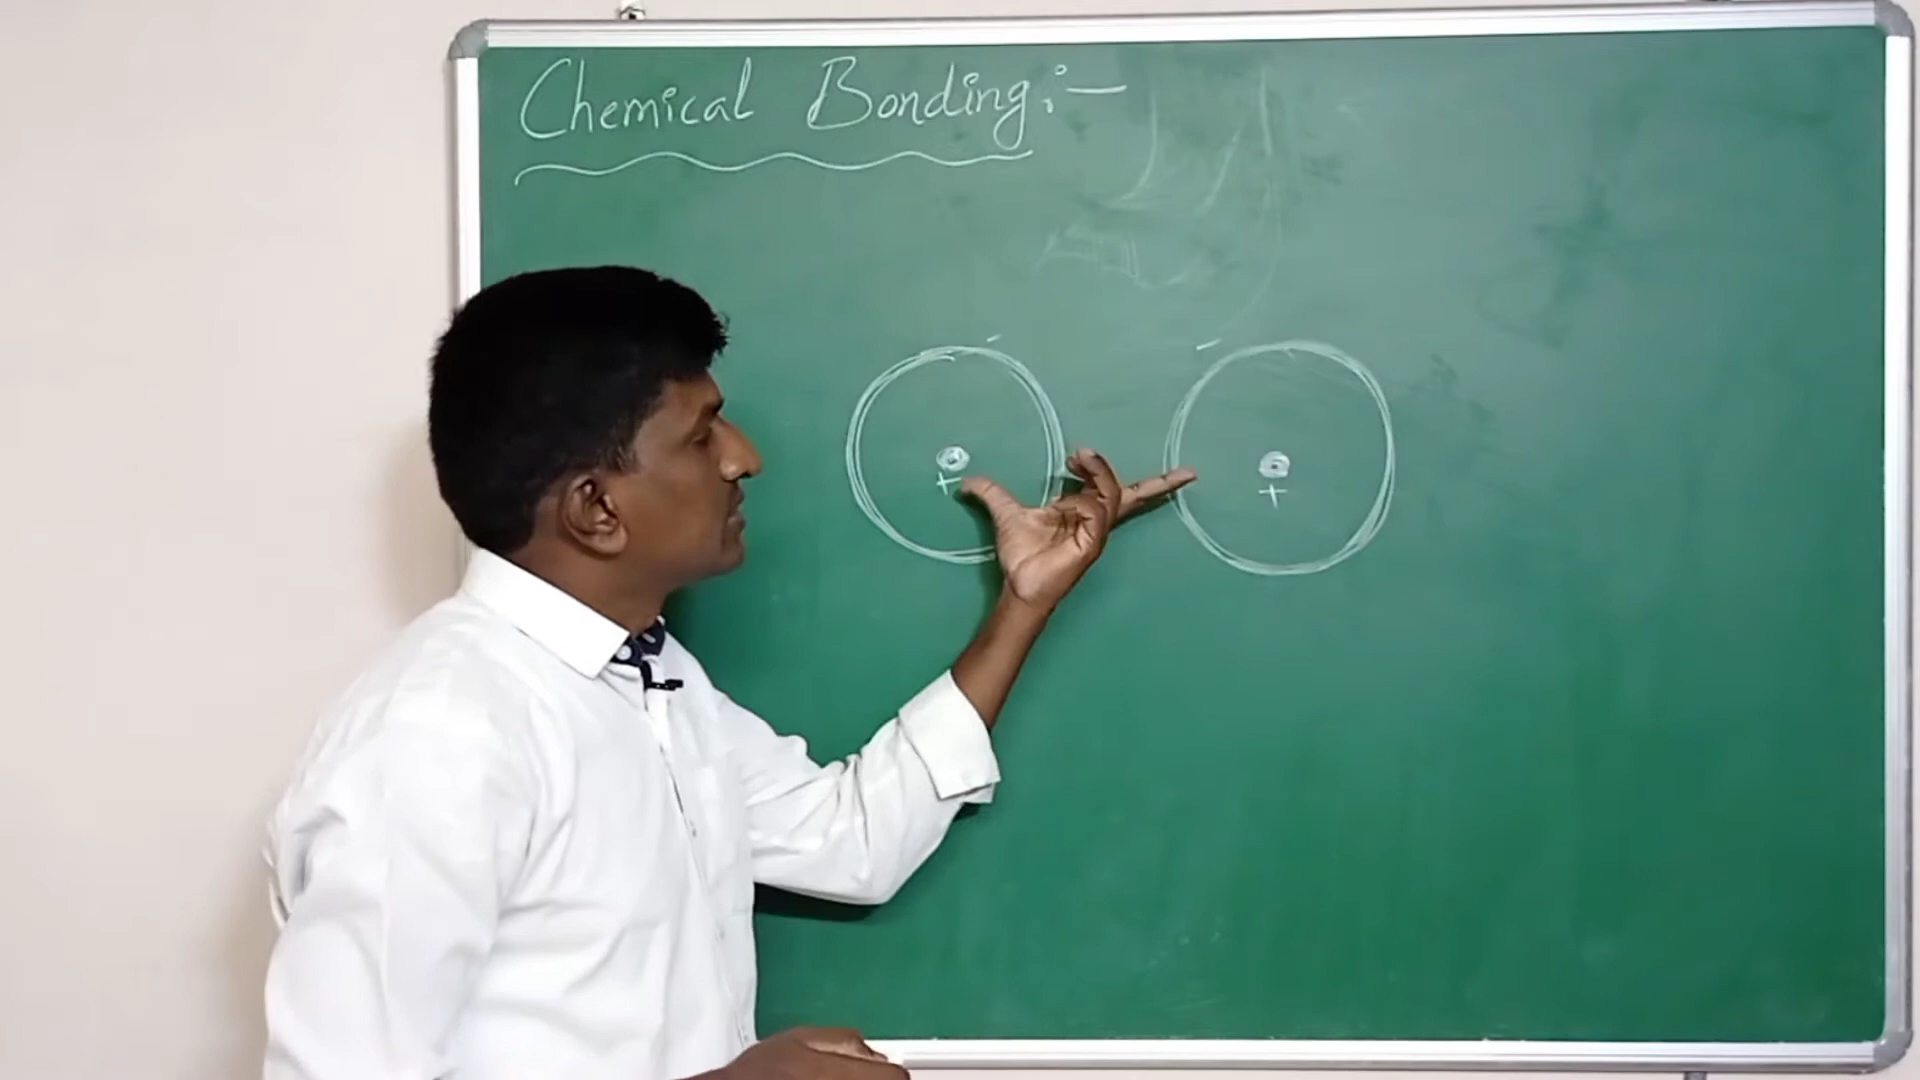 Chemical Bonding:-
- -
+ +